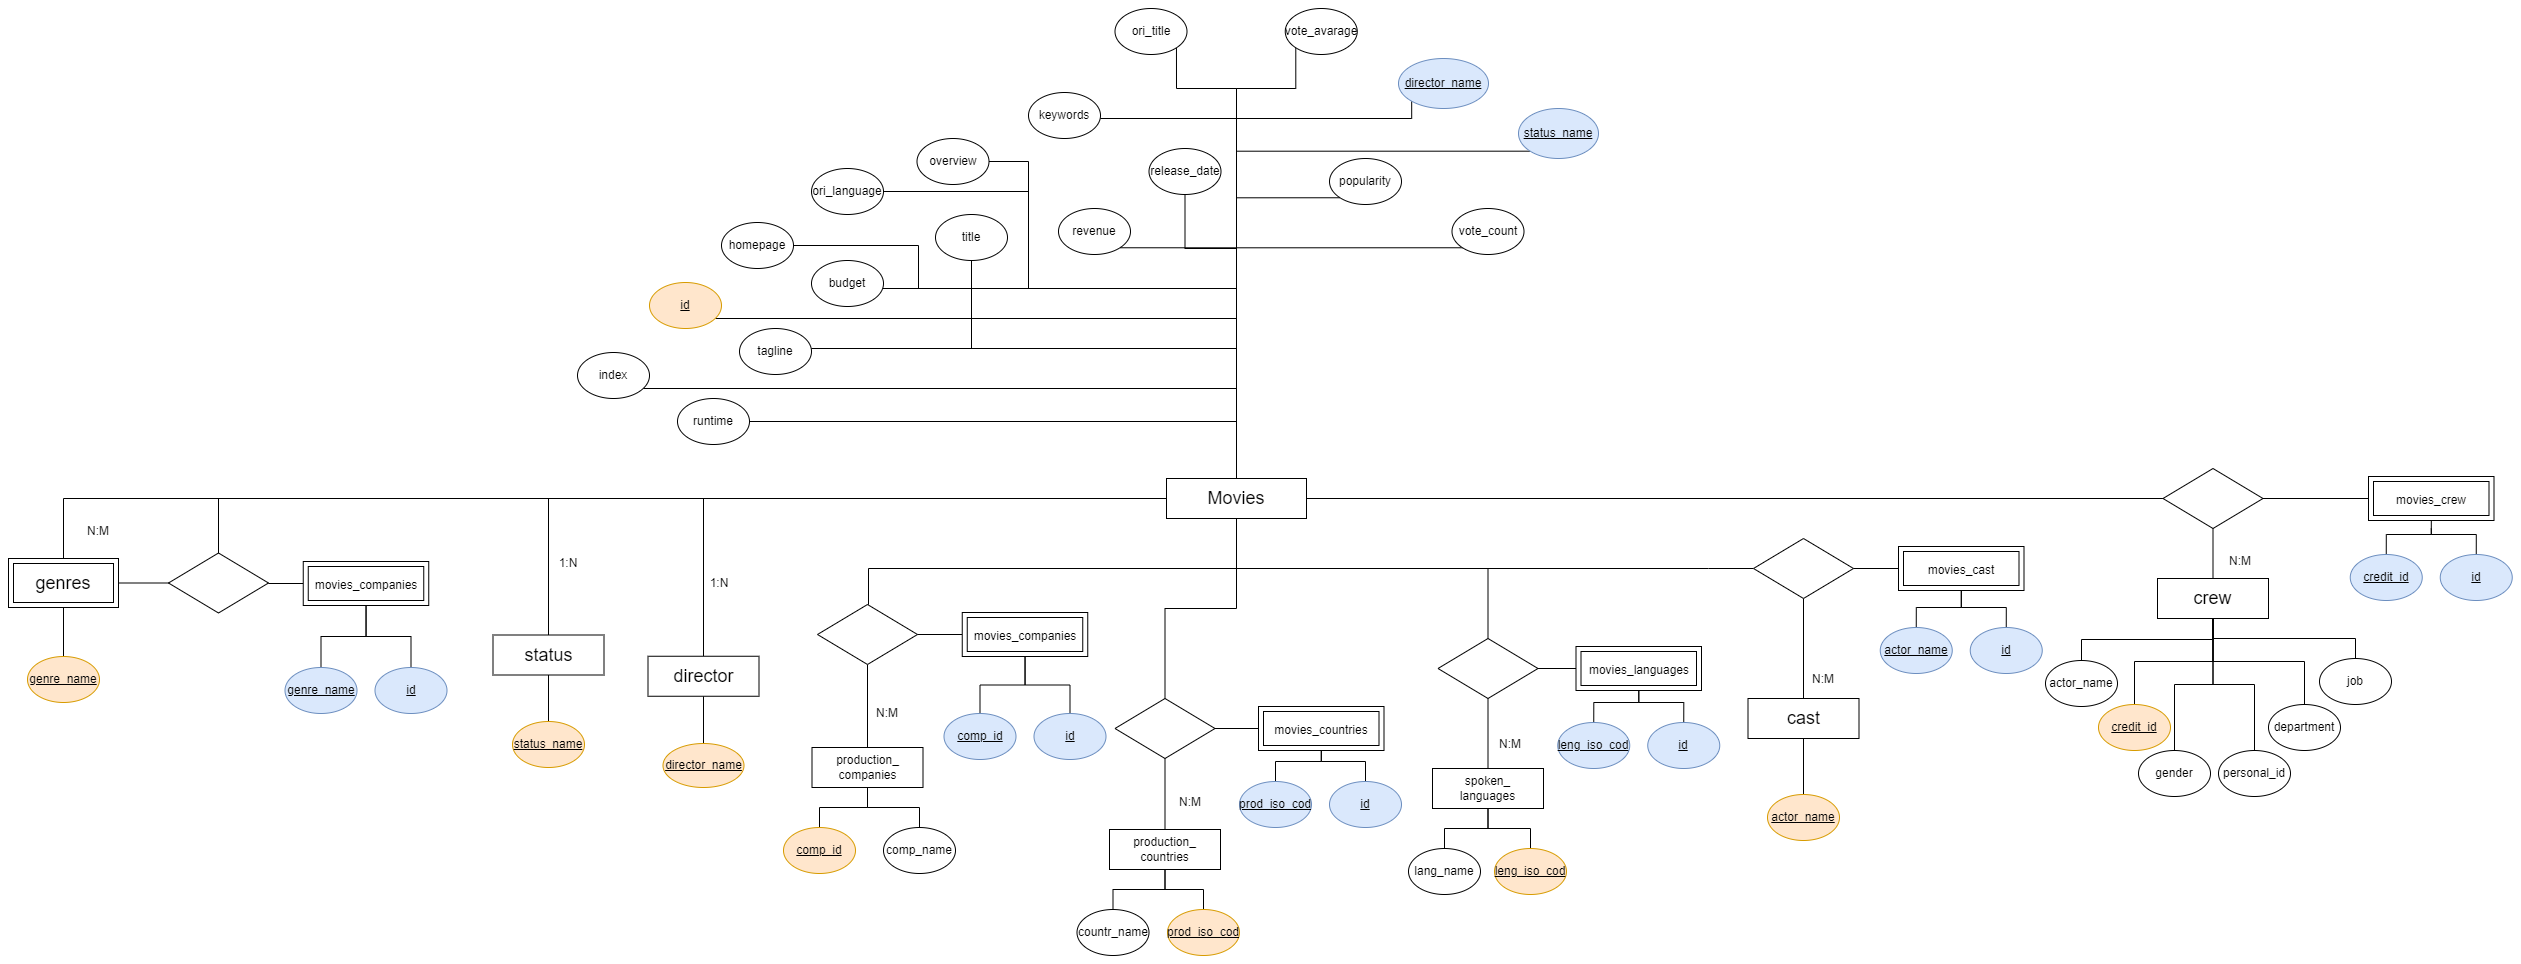 ori_title
vote_avarage
director_name
keywords
status_name
overview
release_date
popularity
ori_language
revenue
vote_count
title
homepage
budget
id
tagline
index
runtime
Movies
movies_crew
N:M
genres
movies_companies
1:N
1:N
movies_cast
N:M
crew
credit_id
id
genre_name
genre_name
id
status
director
movies_companies
movies_languages
actor_name
id
status_name
director_name
N:M
comp_id
id
movies_countries
N:M
leng_iso_cod
id
N:M
cast
actor_name
job
credit_id
department
gender
personal_id
production_
companies
prod_iso_cod
id
N:M
spoken_
languages
actor_name
comp_id
comp_name
production_
countries
lang_name
leng_iso_cod
countr_name
prod_iso_cod